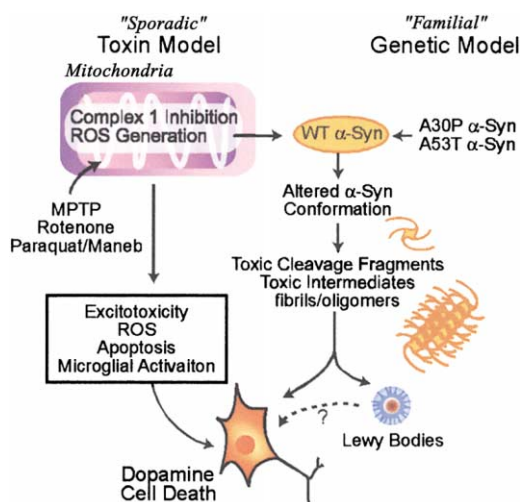 "Sporadic"
Toxin Model
"Familial"
Genetic Model
Mitochondria
Complex 1 Inhibition
ROS Generation
WT α-Syn
A30P α-Syn
A53T α-Syn
MPTP
Rotenone
Paraquat/Maneb
Altered α-Syn
Conformation
Toxic Cleavage Fragments
Toxic Intermediates
fibrils/oligomers
Excitotoxicity
ROS
Apoptosis
Microglial Activaiton
?
Lewy Bodies
Dopamine
Cell Death